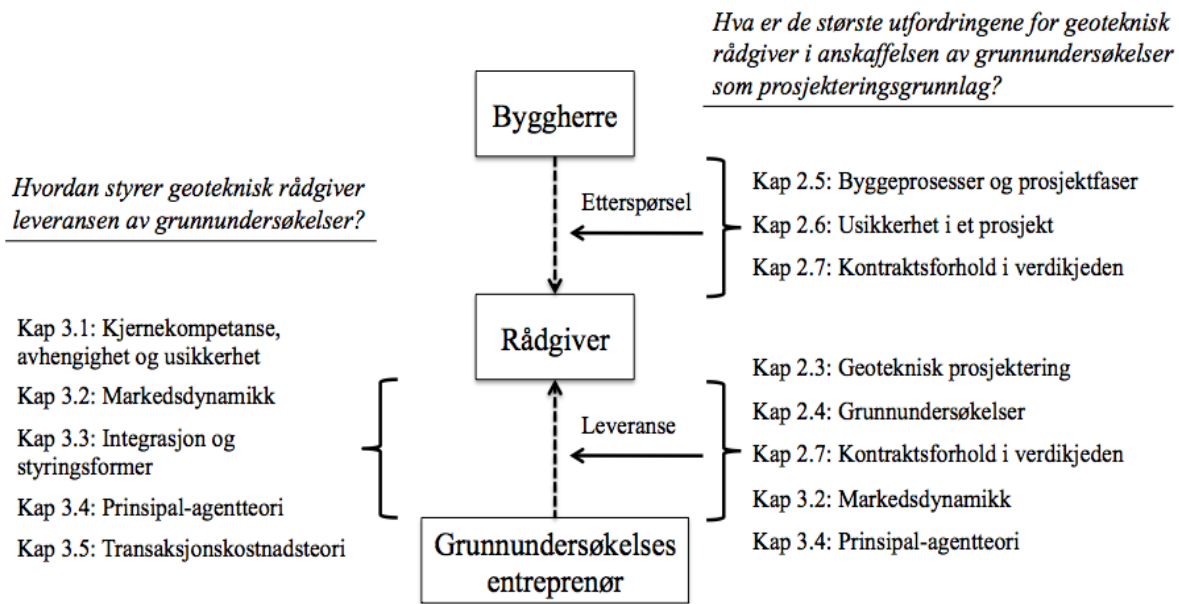 Hva er de største utfordringene for geoteknisk
rådgiver i anskaffelsen av grunnundersøkelser
som prosjekteringsgrunnlag?
Byggherre
Hvordan styrer geoteknisk rådgiver
leveransen av grunnundersøkelser?
Etterspørsel
Kap 2.5: Byggeprosesser og prosjektfaser
Kap 2.6: Usikkerhet i et prosjekt
Kap 2.7: Kontraktsforhold i verdikjeden
Rådgiver
Kap 3.1: Kjernekompetanse,
avhengighet og usikkerhet
Kap 3.2: Markedsdynamikk
Kap 3.3: Integrasjon og
styringsformer
Kap 3.4: Prinsipal-agentteori
Kap 3.5: Transaksjonskostnadsteori
Leveranse
Kap 2.3: Geoteknisk prosjektering
Kap 2.4: Grunnundersøkelser
Kap 2.7: Kontraktsforhold i verdikjeden
Kap 3.2: Markedsdynamikk
Kap 3.4: Prinsipal-agentteori
Grunnundersøkelses
entreprenør